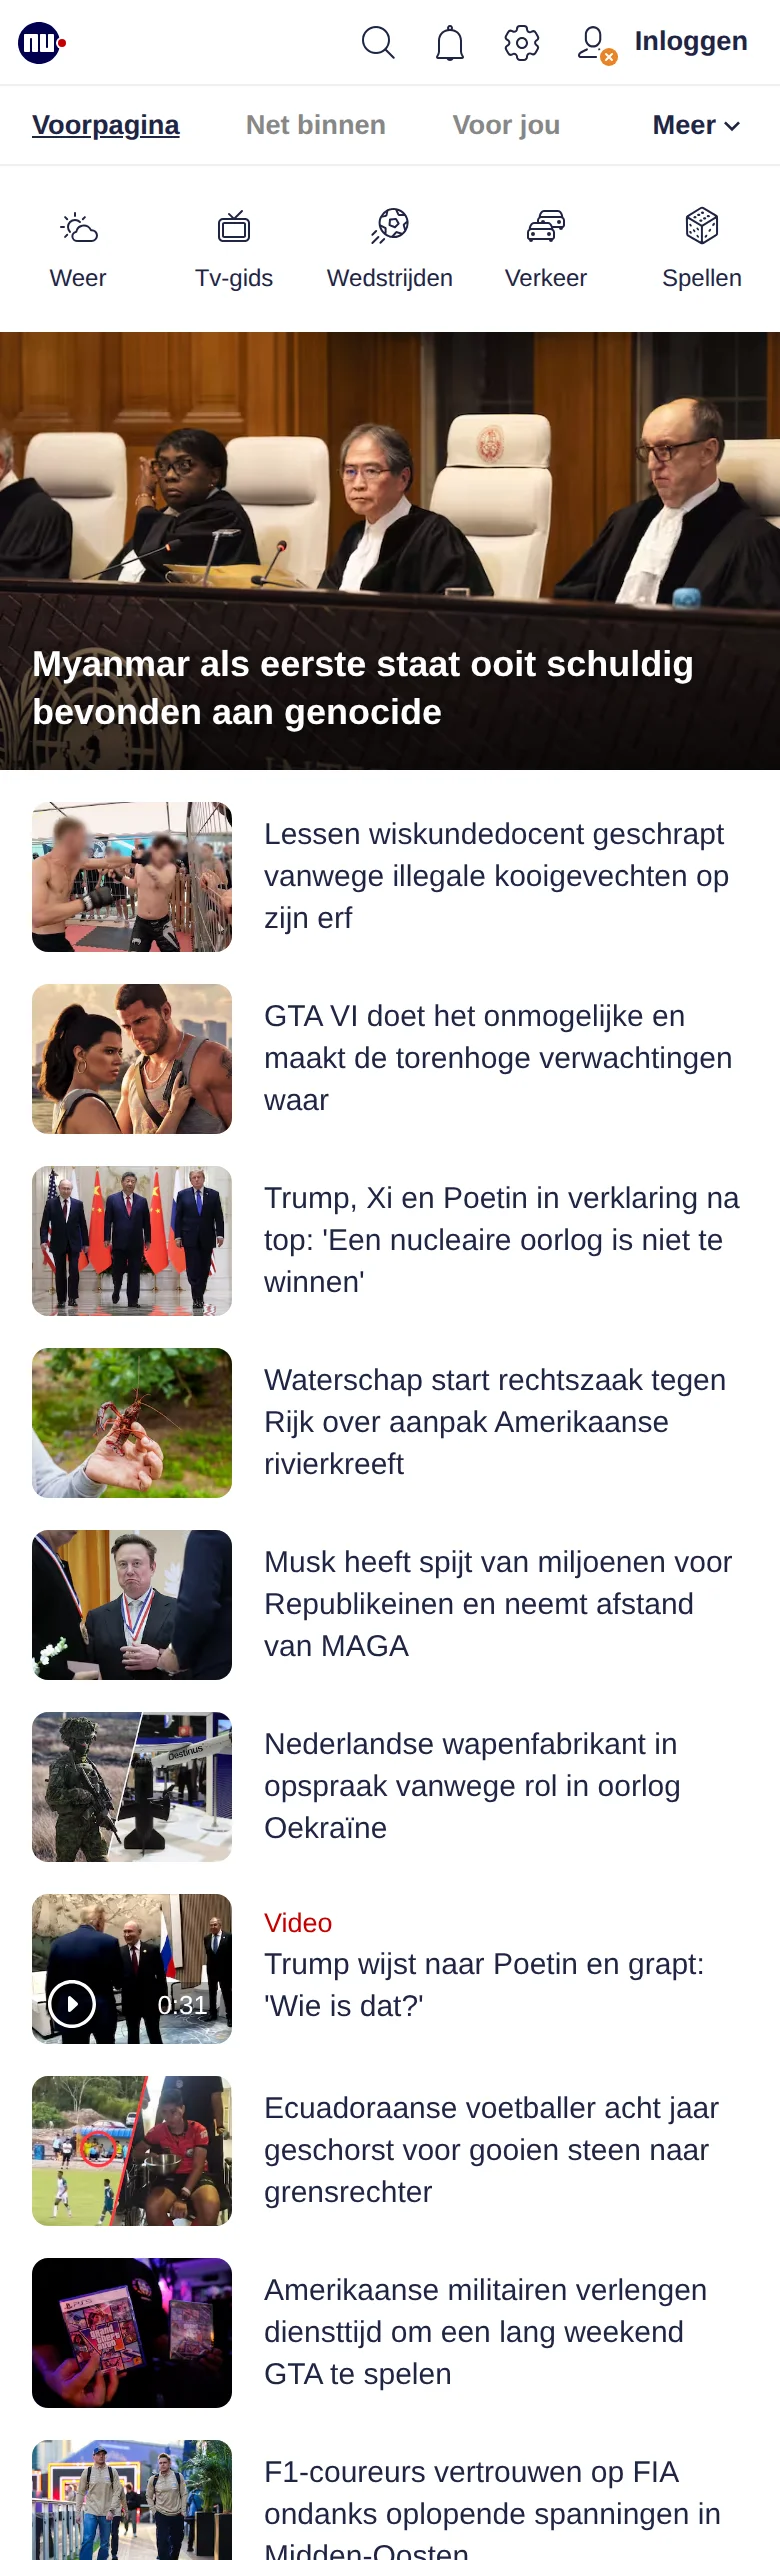 nu
Inloggen
Voorpagina
Net binnen
Voor jou
Meer
Weer
Tv-gids
Wedstrijden
Verkeer
Spellen
Myanmar als eerste staat ooit schuldig
bevonden aan genocide
Lessen wiskundedocent geschrapt
vanwege illegale kooigevechten op
zijn erf
GTA VI doet het onmogelijke en
maakt de torenhoge verwachtingen
waar
Trump, Xi en Poetin in verklaring na
top: 'Een nucleaire oorlog is niet te
winnen'
Waterschap start rechtszaak tegen
Rijk over aanpak Amerikaanse
rivierkreeft
Musk heeft spijt van miljoenen voor
Republikeinen en neemt afstand
van MAGA
Destinus
Nederlandse wapenfabrikant in
opspraak vanwege rol in oorlog
Oekraïne
Video
0:31
Trump wijst naar Poetin en grapt:
'Wie is dat?'
Ecuadoraanse voetballer acht jaar
geschorst voor gooien steen naar
grensrechter
Amerikaanse militairen verlengen
diensttijd om een lang weekend
GTA te spelen
F1-coureurs vertrouwen op FIA
ondanks oplopende spanningen in
Midden-Oosten